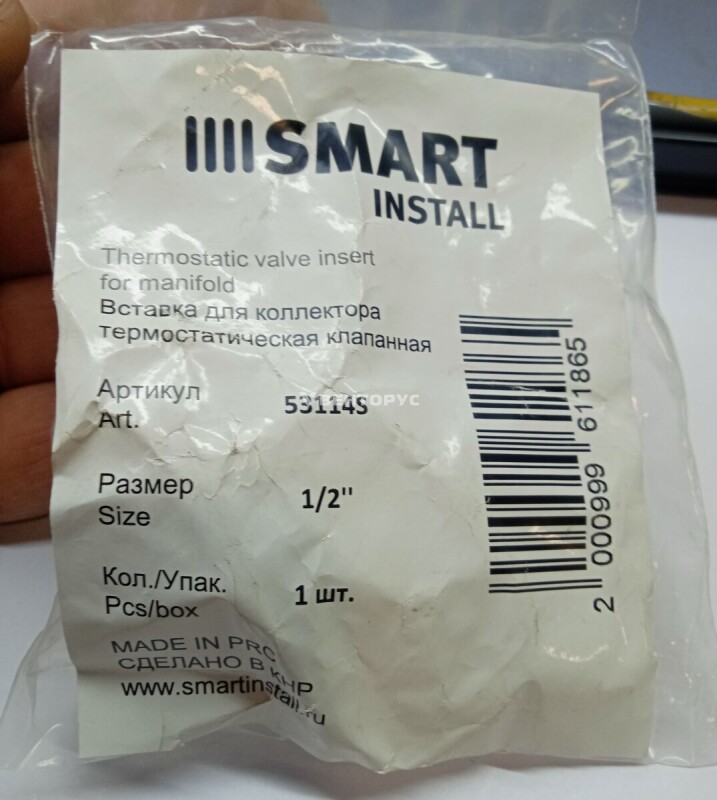 SMART
INSTALL
Thermostatic valve insert
for manifold
Вставка для коллектора
термостатическая клапанная
Артикул
Art.
53114S
Размер
Size
1/2"
Кол./Упак.
Pcs/box
1 шт.
MADE IN PRC
СДЕЛАНО В КНР
www.smartinstall.ru
2 000999 611865